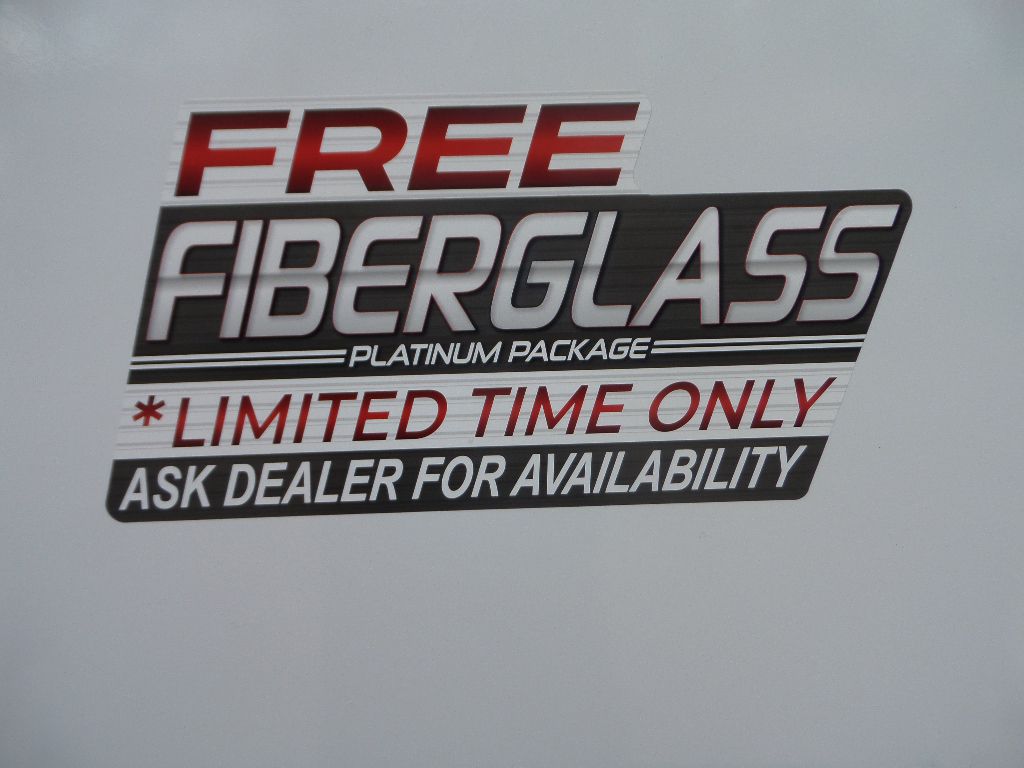 FREE
FIBERGLASS
PLATINUM PACKAGE
*LIMITED TIME ONLY
ASK DEALER FOR AVAILABILITY